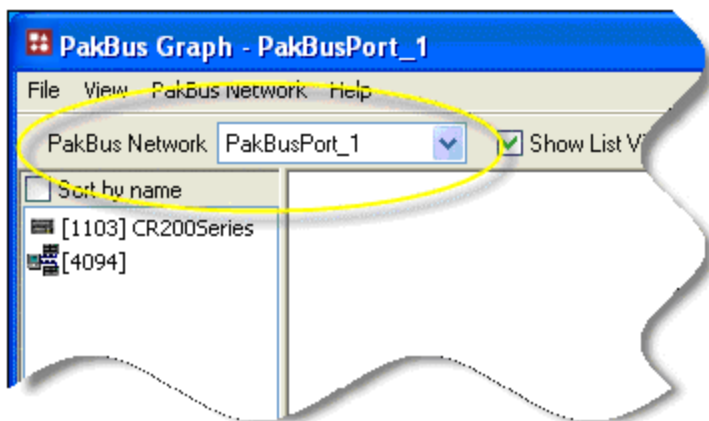 PakBus Graph - PakBusPort_1
File View PakBus Network Help
PakBus Network PakBusPort_1 Show List
Sort by name
[1103] CR200Series
[4094]